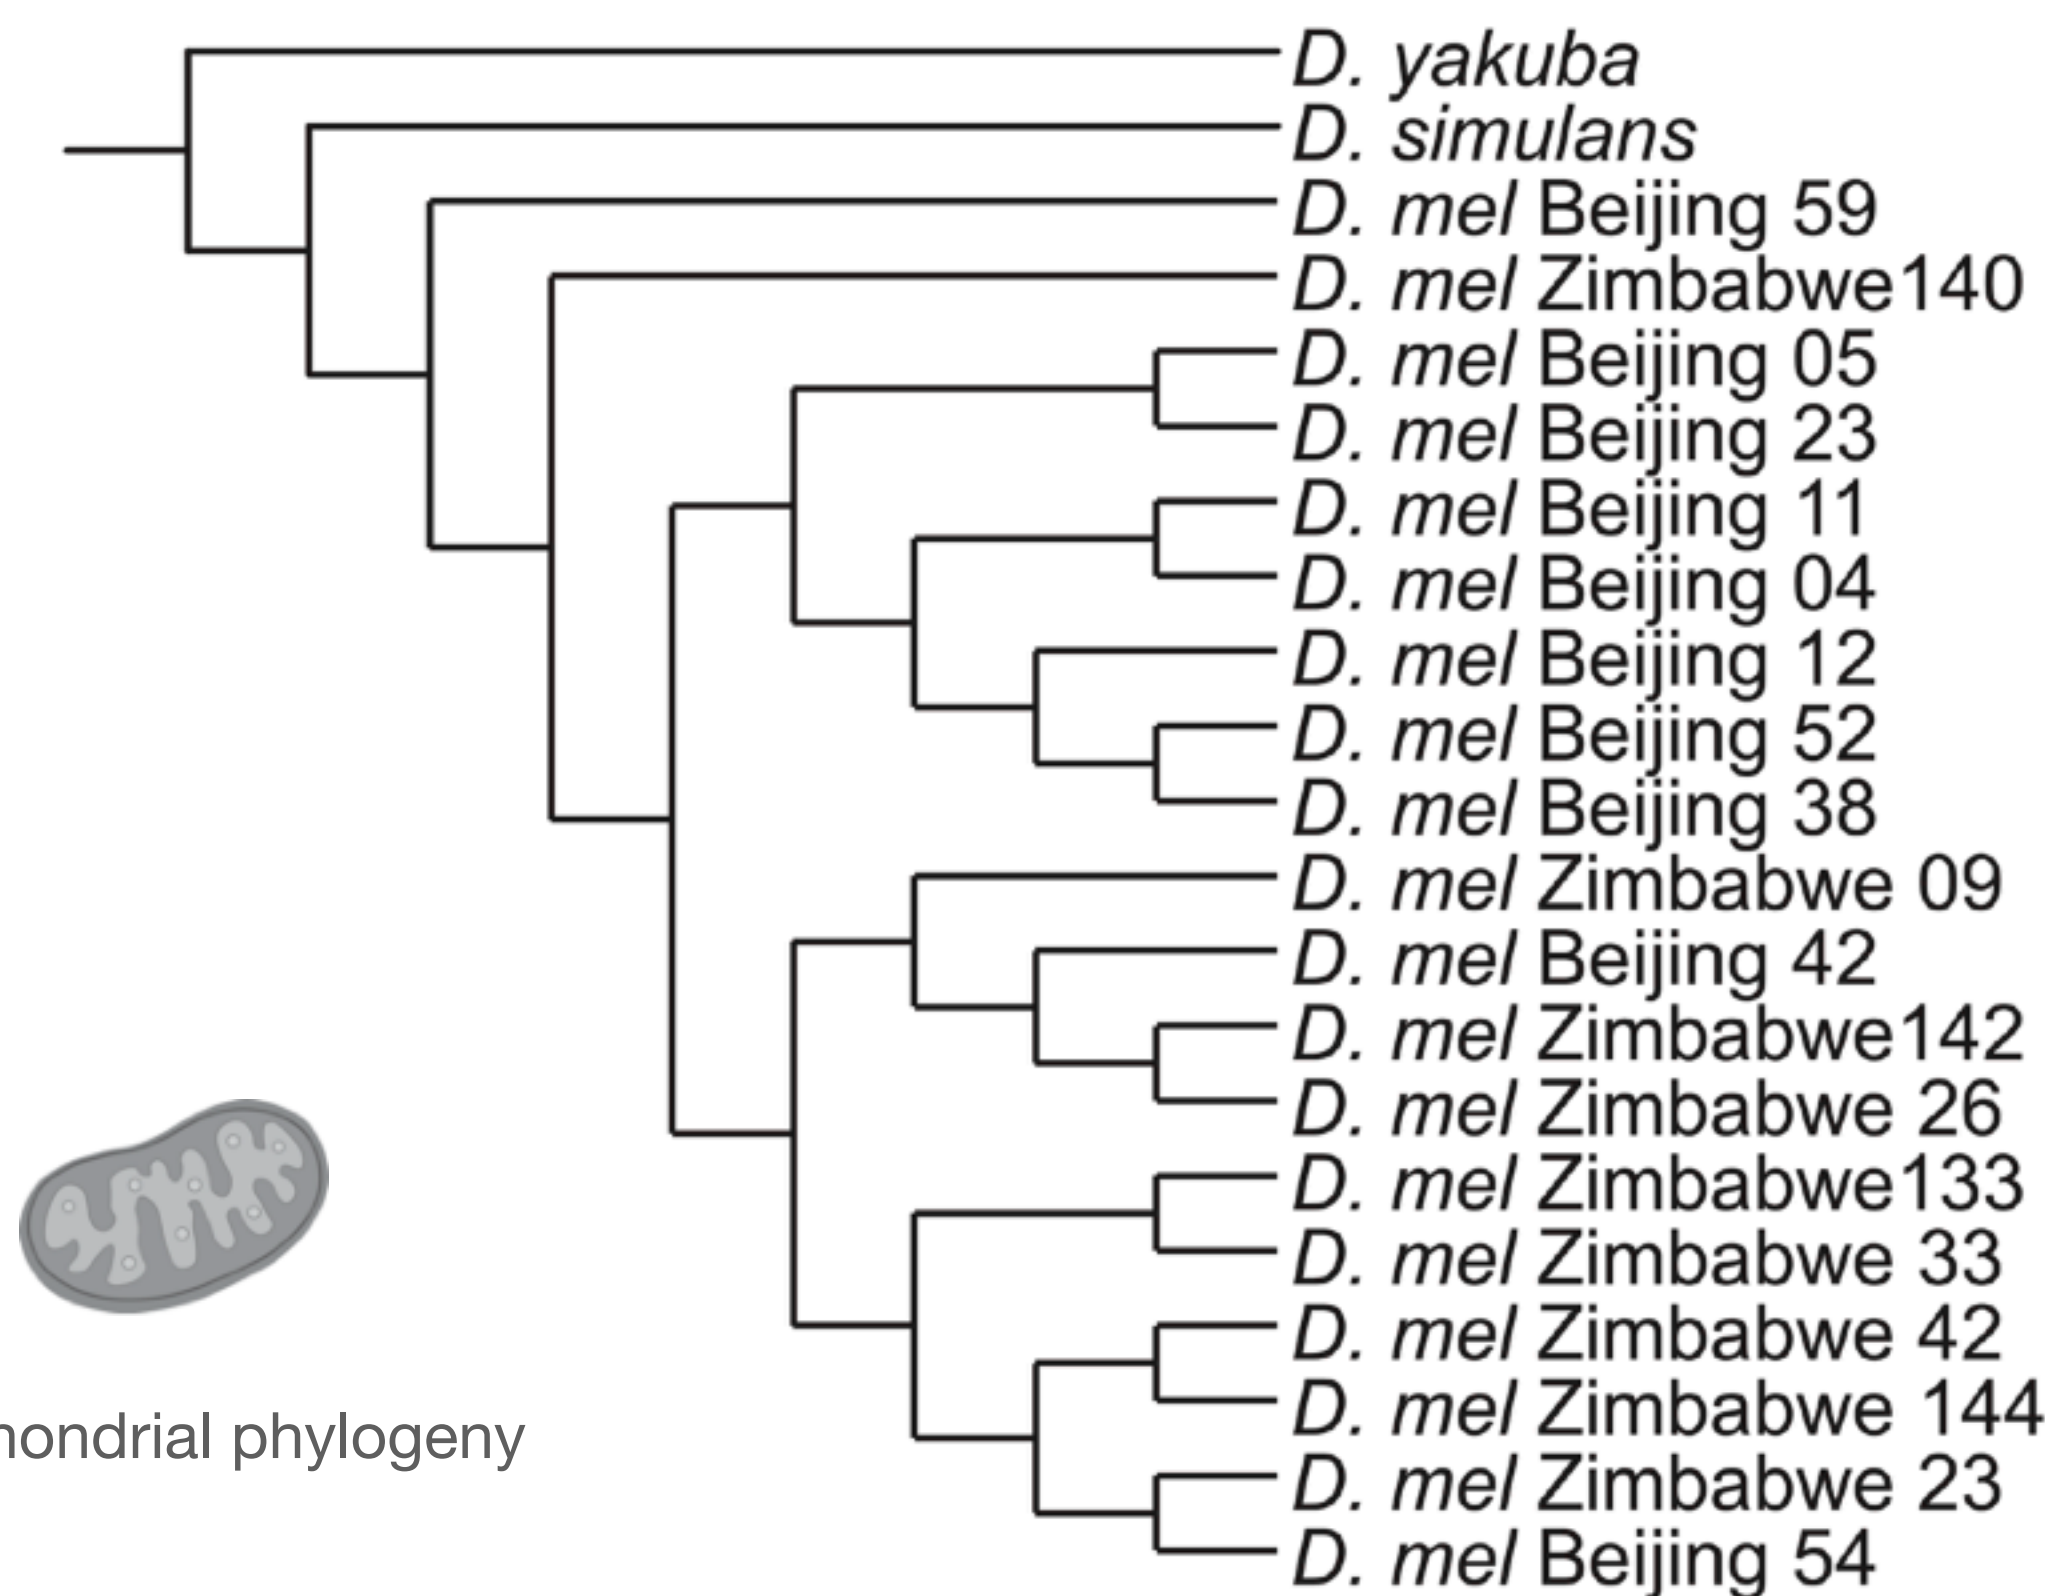 D. yakuba
D. simulans
D. mel Beijing 59
D. mel Zimbabwe140
D. mel Beijing 05
D. mel Beijing 23
D. mel Beijing 11
D. mel Beijing 04
D. mel Beijing 12
D. mel Beijing 52
D. mel Beijing 38
D. mel Zimbabwe 09
D. mel Beijing 42
D. mel Zimbabwe142
D. mel Zimbabwe 26
D. mel Zimbabwe133
D. mel Zimbabwe 33
D. mel Zimbabwe 42
D. mel Zimbabwe 144
D. mel Zimbabwe 23
D. mel Beijing 54
phylogeny